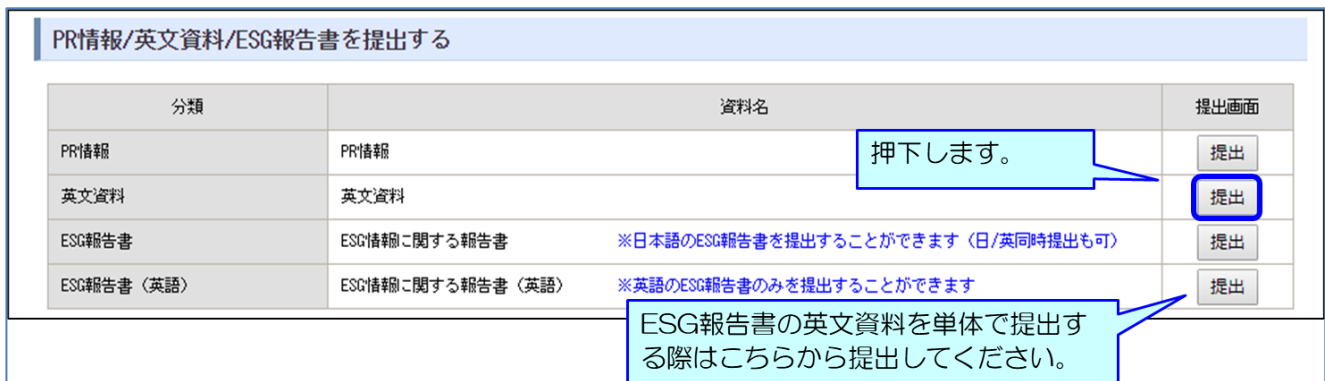 PR情報/英文資料/ESG報告書を提出する
分類 資料名 提出画面
PR情報 PR情報 提出
押下します。
英文資料 英文資料 提出
ESG報告書 ESG情報に関する報告書 ※日本語のESG報告書を提出することができます（日/英同時提出も可） 提出
ESG報告書（英語） ESG情報に関する報告書（英語） ※英語のESG報告書のみを提出することができます 提出
ESG報告書の英文資料を単体で提出す
る際はこちらから提出してください。